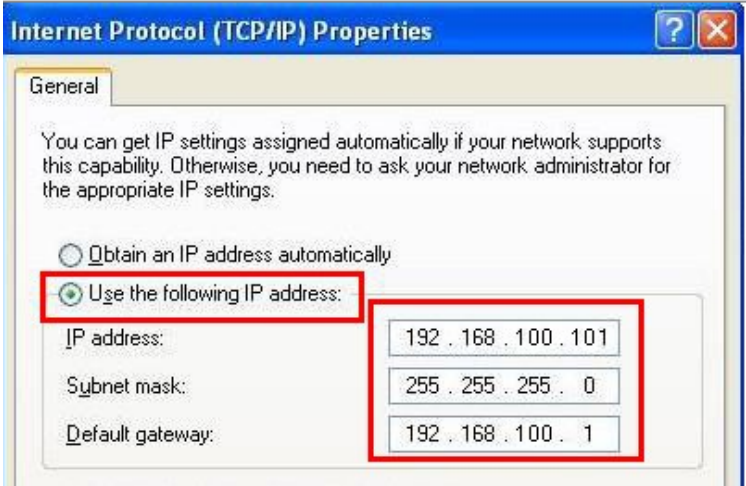 Internet Protocol (TCP/IP) Properties
?
X
General
You can get IP settings assigned automatically if your network supports
this capability. Otherwise, you need to ask your network administrator for
the appropriate IP settings.
Obtain an IP address automatically
Use the following IP address:
IP address: 192 . 168 . 100 . 101
Subnet mask: 255 . 255 . 255 . 0
Default gateway: 192 . 168 . 100 . 1